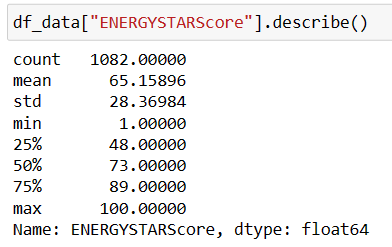 df_data["ENERGYSTARScore"].describe()
count    1082.00000
mean       65.15896
std        28.36984
min         1.00000
25%        48.00000
50%        73.00000
75%        89.00000
max       100.00000
Name: ENERGYSTARScore, dtype: float64